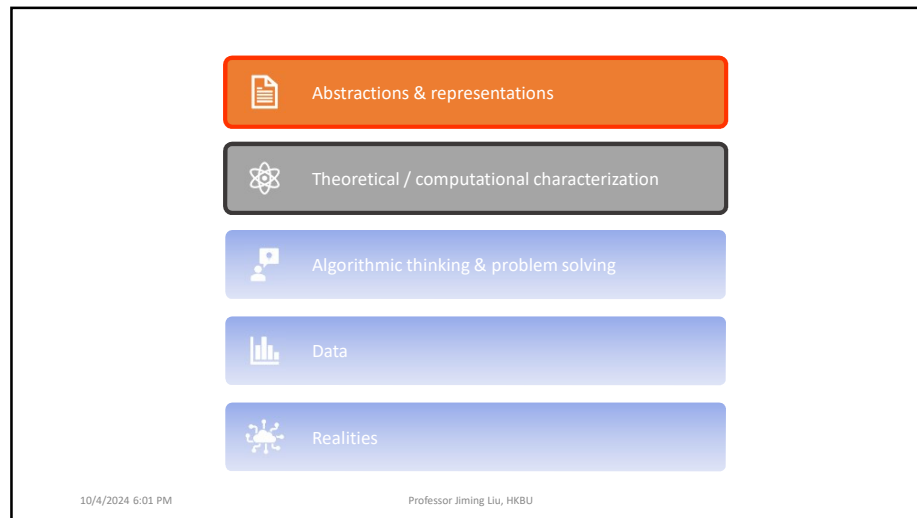 Abstractions & representations
Theoretical / computational characterization
Algorithmic thinking & problem solving
Data
Realities
10/4/2024 6:01 PM
Professor Jiming Liu, HKBU